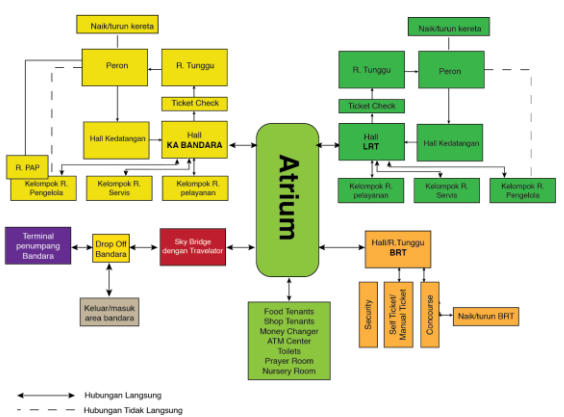 Naik/turun kereta
Peron
R. Tunggu
Ticket Check
Hall Kedatangan
Hall
KA BANDARA
R. PAP
Kelompok R.
Pengelola
Kelompok R.
Servis
Kelompok R.
pelayanan
Naik/turun kereta
R. Tunggu
Peron
Ticket Check
Hall
LRT
Hall Kedatangan
Kelompok R.
pelayanan
Kelompok R.
Servis
Kelompok R.
Pengelola
Atrium
Terminal
penumpang
Bandara
Drop Off
Bandara
Sky Bridge
dengan Travelator
Keluar/masuk
area bandara
Hall/R.Tunggu
BRT
Security
Self Ticket/
Manual Ticket
Concourse
Naik/turun BRT
Food Tenants
Shop Tenants
Money Changer
ATM Center
Toilets
Prayer Room
Nursery Room
Hubungan Langsung
Hubungan Tidak Langsung